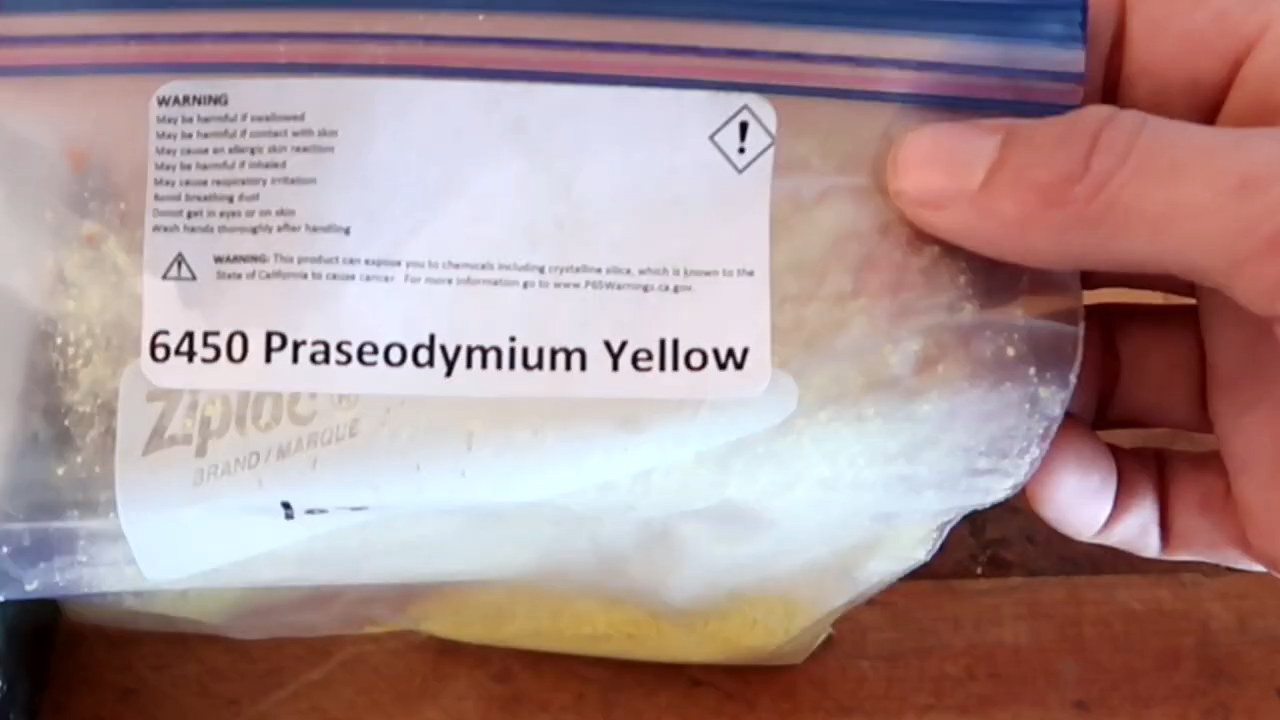 WARNING
May be harmful if swallowed
May be harmful if contact with skin
May cause an allergic skin reaction
May be harmful if inhaled
May cause respiratory irritation
Avoid breathing dust
Donot get in eyes or on skin
Wash hands thoroughly after handling
WARNING: This product can expose you to chemicals including crystalline silica, which is known to the
State of California to cause cancer. For more information go to www.P65Warnings.ca.gov.
6450 Praseodymium Yellow
Ziploc ®
BRAND / MARQUE